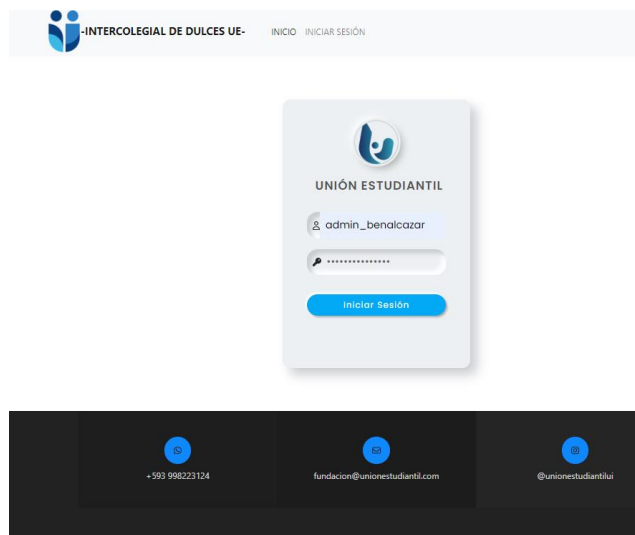 -INTERCOLEGIAL DE DULCES UE- INICIO INICIAR SESIÓN
UNIÓN ESTUDIANTIL
admin_benalcazar
•••••••••••••••
Iniciar Sesión
+593 998223124 fundacion@unionestudiantil.com @unionestudiantilui